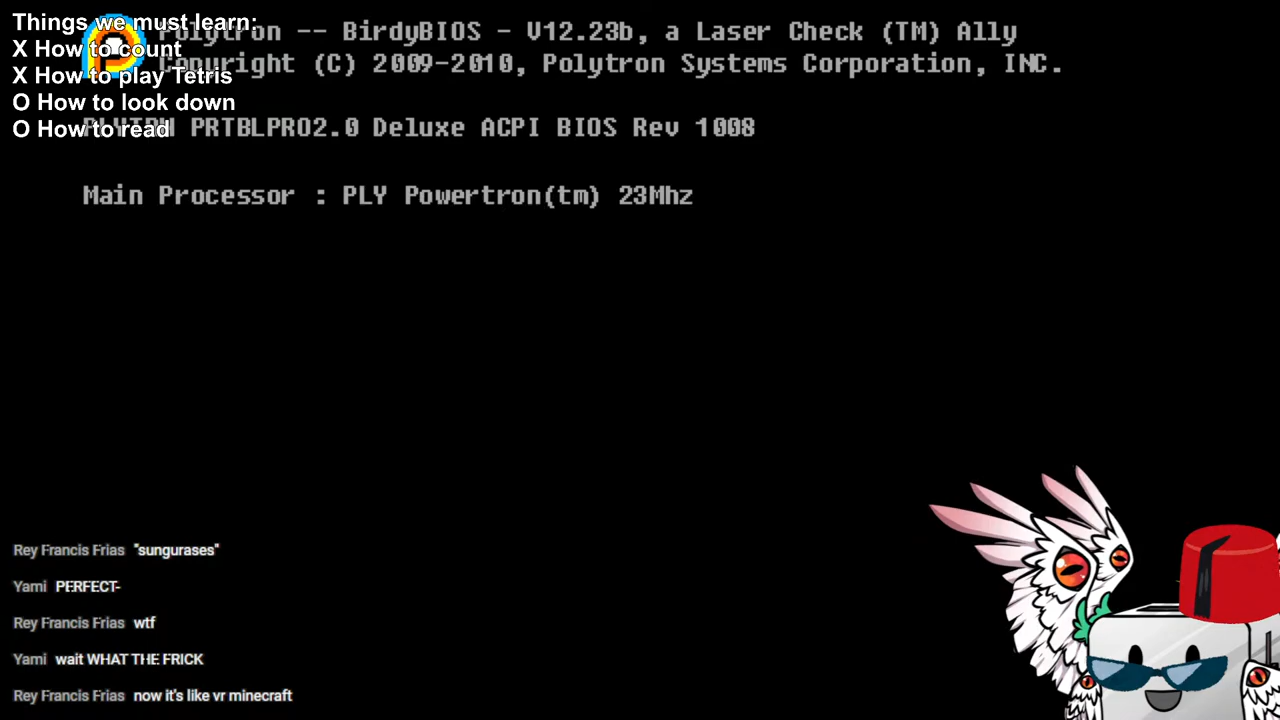 Things we must learn:
X How to count
X How to play Tetris
O How to look down
O How to read
Polytron -- BirdyBIOS - V12.23b, a Laser Check (TM) Ally
Copyright (C) 2009-2010, Polytron Systems Corporation, INC.
PRTBLPRO2.0 Deluxe ACPI BIOS Rev 1008
Main Processor : PLY Powertron(tm) 23Mhz
Rey Francis Frias "sungurases"
Yami PERFECT-
Rey Francis Frias wtf
Yami wait WHAT THE FRICK
Rey Francis Frias now it's like vr minecraft